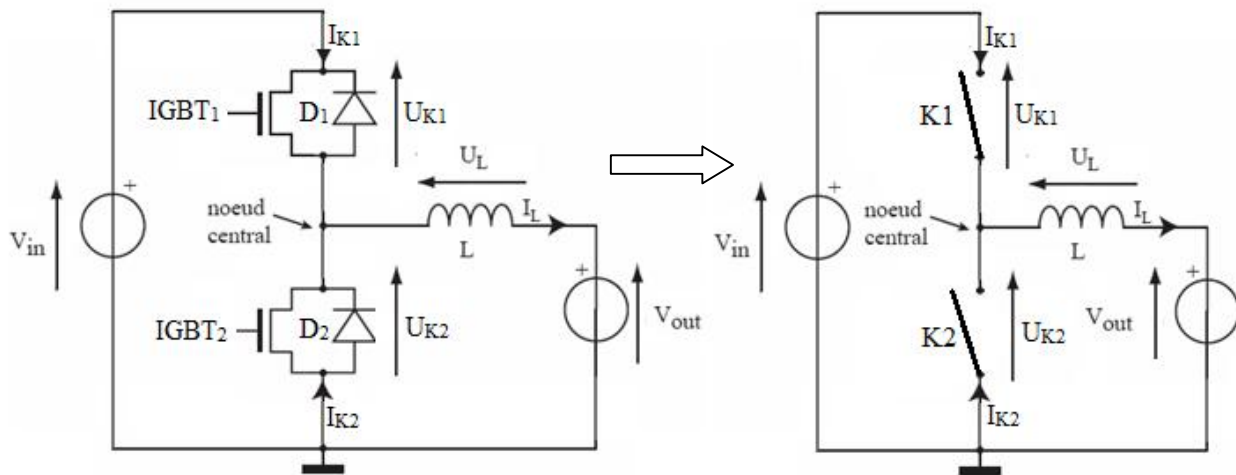 IK1
IGBT1
D1
UK1
UL
+
noeud
central
IL
L
Vin
+
IGBT2
D2
UK2
Vout
IK2
IK1
K1
UK1
UL
+
noeud
central
IL
L
Vin
+
K2
UK2
Vout
IK2